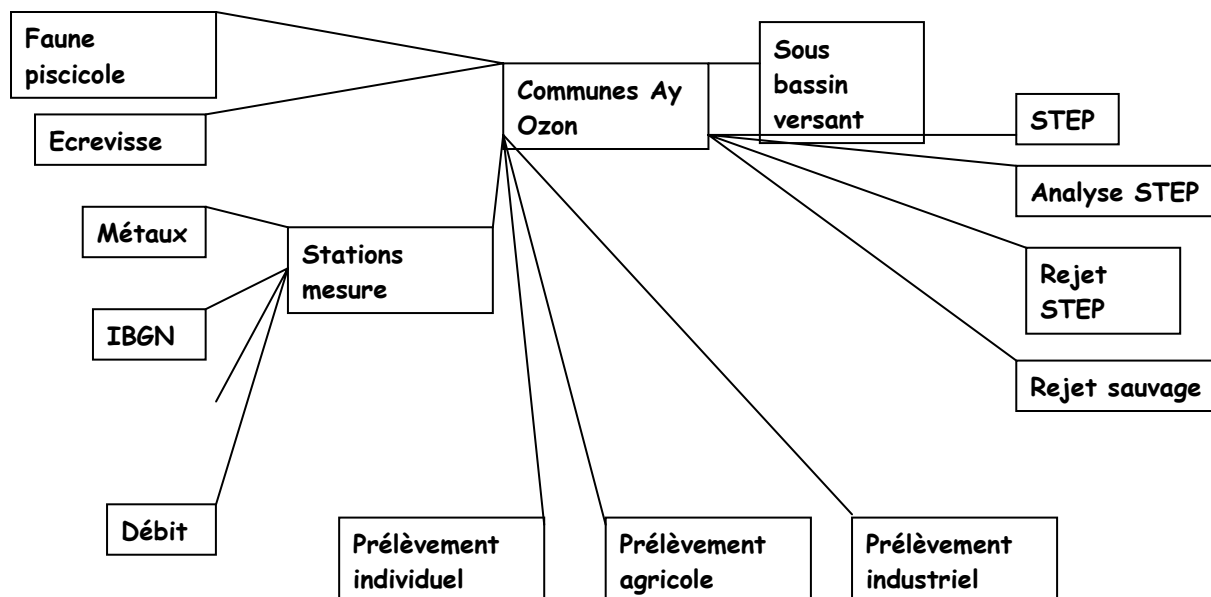 Faune
piscicole
Ecrevisse
Communes Ay
Ozon
Sous
bassin
versant
STEP
Analyse STEP
Rejet
STEP
Rejet sauvage
Métaux
Stations
mesure
IBGN
Débit
Prélèvement
individuel
Prélèvement
agricole
Prélèvement
industriel